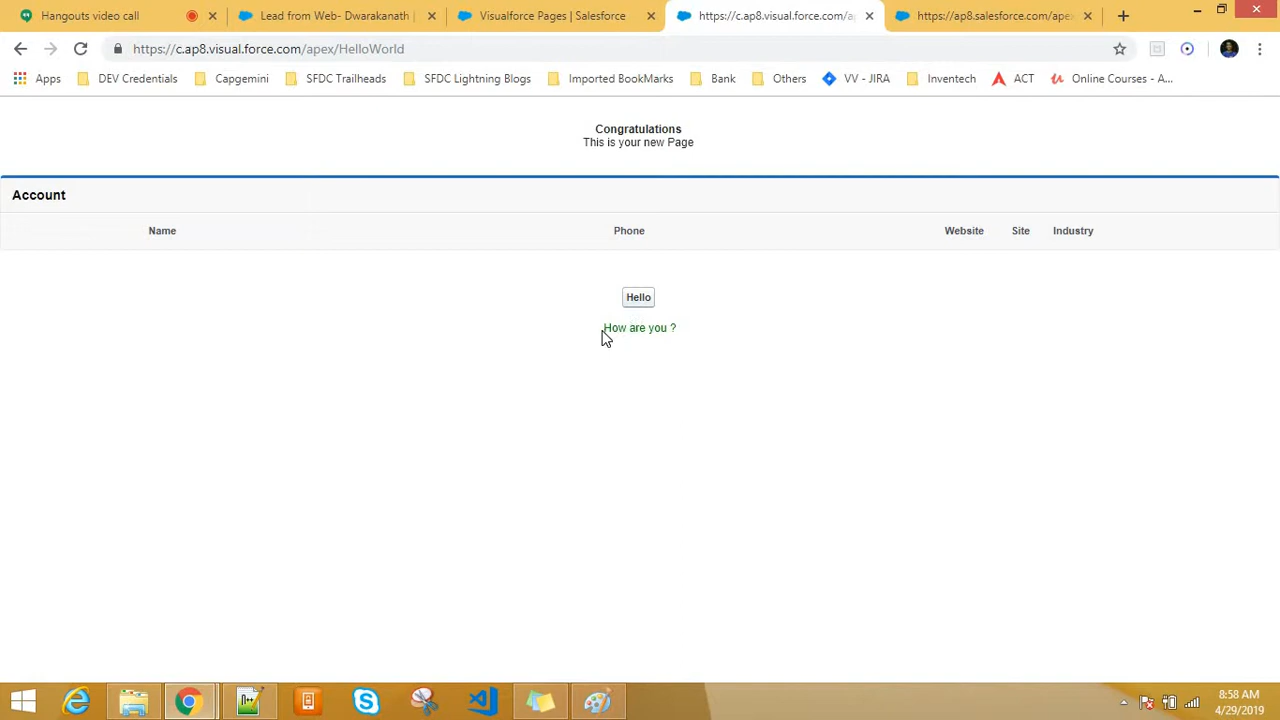 Hangouts video call
Lead from Web- Dwarakanath
Visualforce Pages | Salesforce
https://c.ap8.visual.force.com/a
https://ap8.salesforce.com/apex
https://c.ap8.visual.force.com/apex/HelloWorld
Apps
DEV Credentials
Capgemini
SFDC Trailheads
SFDC Lightning Blogs
Imported BookMarks
Bank
Others
VV - JIRA
Inventech
ACT
Online Courses - A...
Congratulations
This is your new Page
Account
Name Phone Website Site Industry
Hello
How are you ?
8:58 AM
4/29/2019